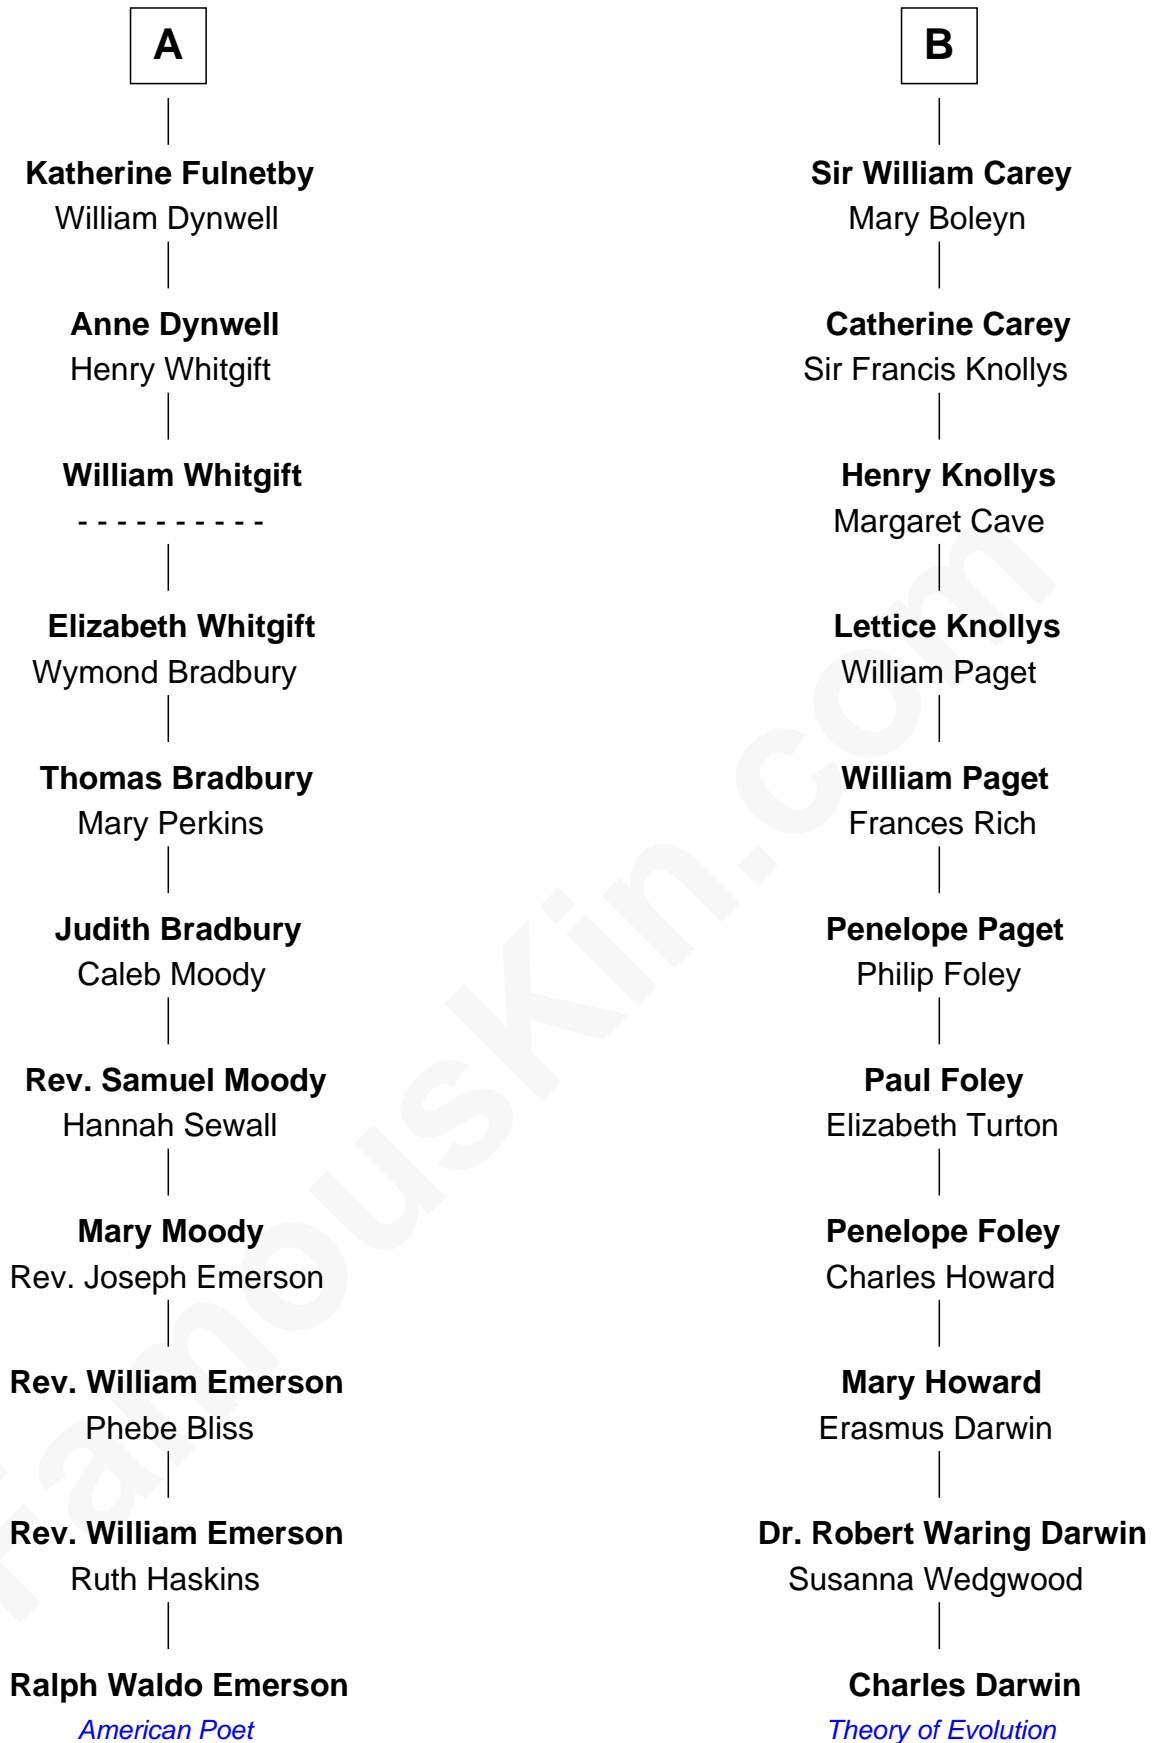 A
Katherine Fulnetby
William Dynwell
Anne Dynwell
Henry Whitgift
William Whitgift
- - - - - - - - - -
Elizabeth Whitgift
Wymond Bradbury
Thomas Bradbury
Mary Perkins
Judith Bradbury
Caleb Moody
Rev. Samuel Moody
Hannah Sewall
Mary Moody
Rev. Joseph Emerson
Rev. William Emerson
Phebe Bliss
Rev. William Emerson
Ruth Haskins
Ralph Waldo Emerson
American Poet
B
Sir William Carey
Mary Boleyn
Catherine Carey
Sir Francis Knollys
Henry Knollys
Margaret Cave
Lettice Knollys
William Paget
William Paget
Frances Rich
Penelope Paget
Philip Foley
Paul Foley
Elizabeth Turton
Penelope Foley
Charles Howard
Mary Howard
Erasmus Darwin
Dr. Robert Waring Darwin
Susanna Wedgwood
Charles Darwin
Theory of Evolution
FamousKin.com